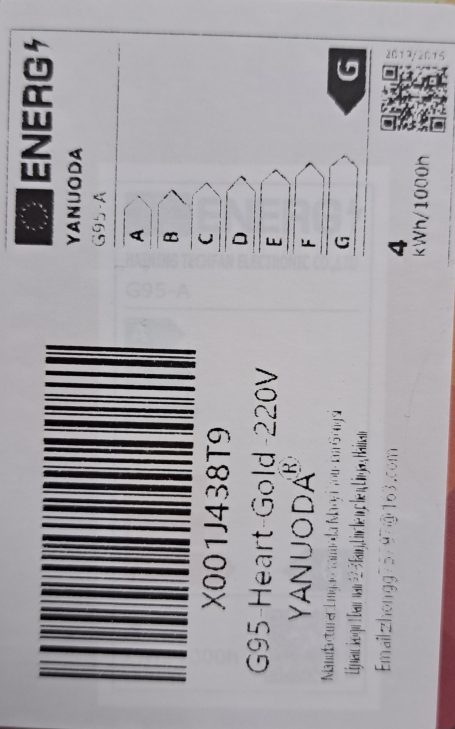 ENERG
YANUODA
G95-A
A
B
C
D
E
F
G
G
4
kWh/1000h
2019/2015
X001J438T9
G95-Heart-Gold-220V
YANUODA®